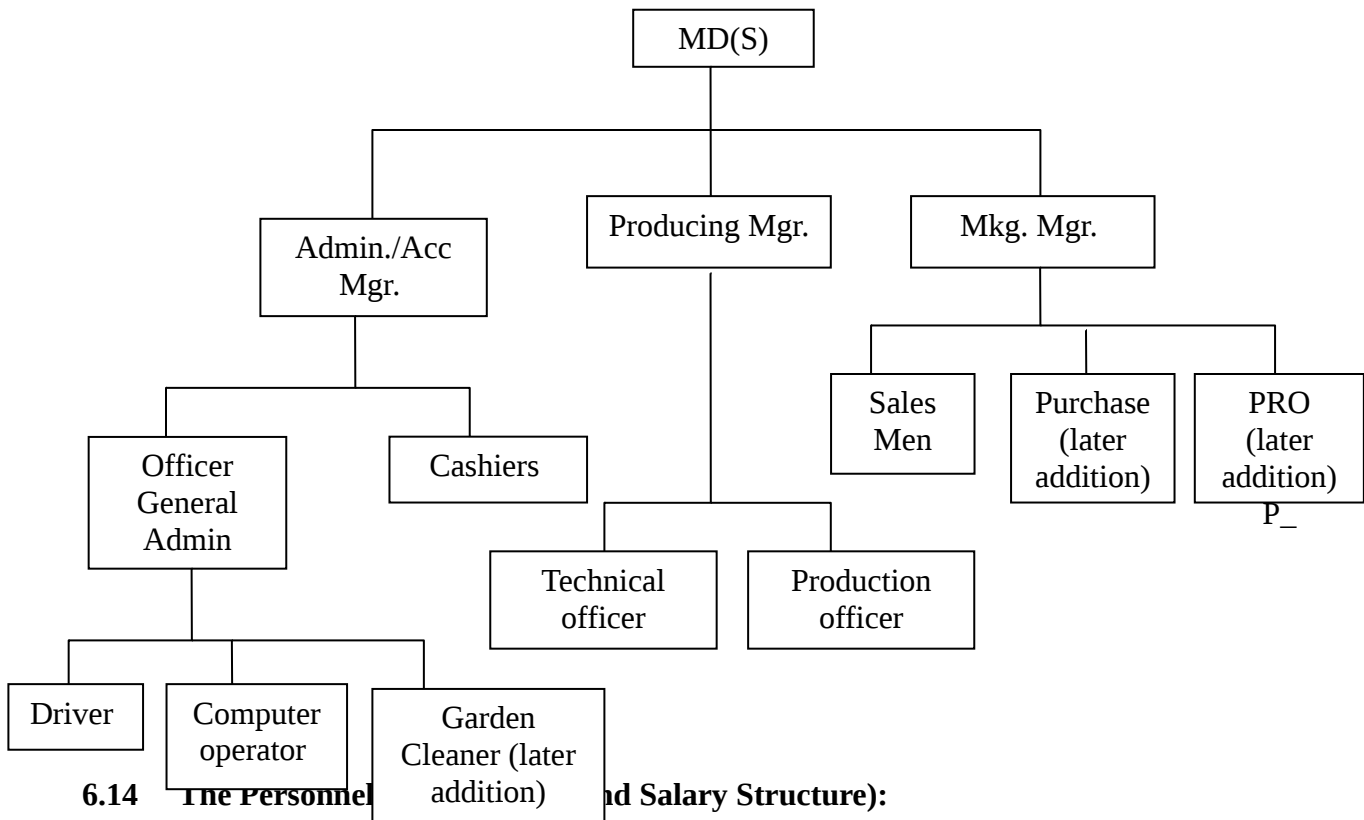 MD(S)
Admin./Acc
Mgr.
Producing Mgr.
Mkg. Mgr.
Officer
General
Admin
Cashiers
Technical
officer
Production
officer
Sales
Men
Purchase
(later
addition)
PRO
(later
addition)
P_
Driver
Computer
operator
Garden
Cleaner (later
addition)
6.14 The Personnel nd Salary Structure):